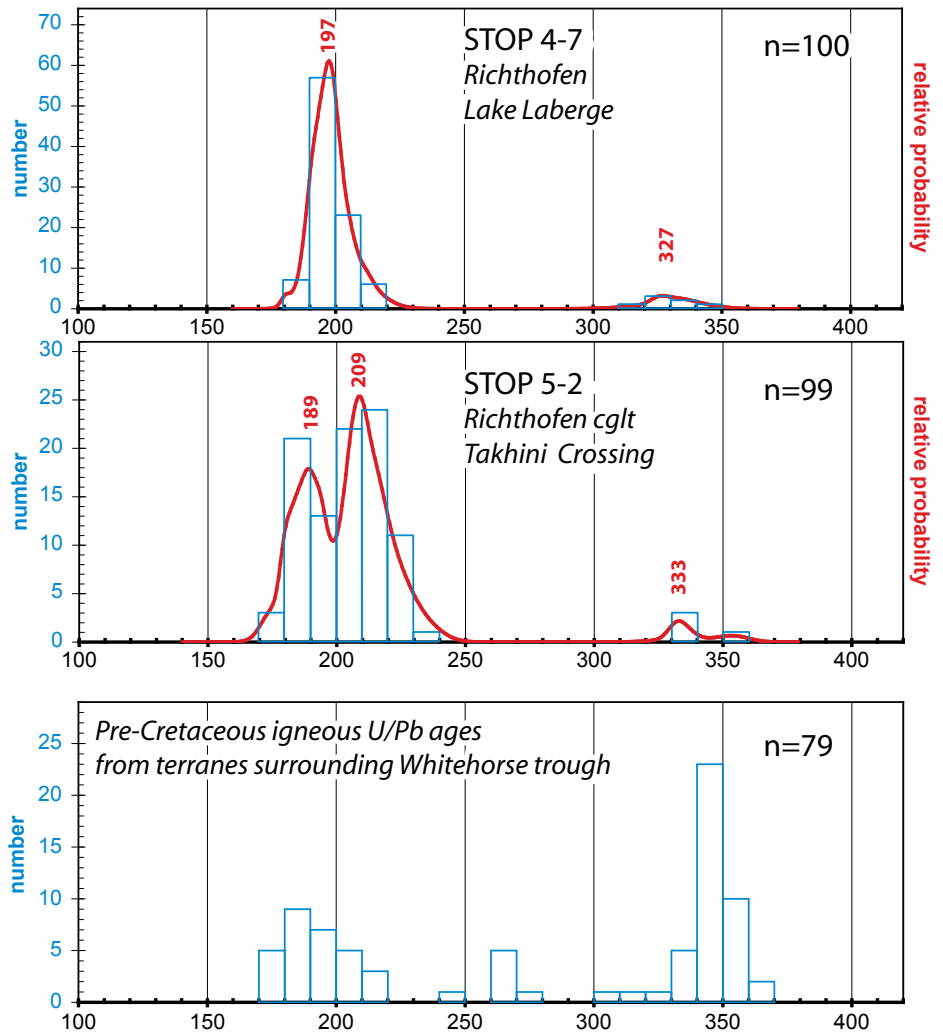 70
60
50
40
30
20
10
0
number
197
STOP 4-7
Richthofen
Lake Laberge
n=100
327
relative probability
100 150 200 250 300 350 400
30
25
20
15
10
5
0
number
189
209
STOP 5-2
Richthofen cglt
Takhini Crossing
n=99
333
relative probability
100 150 200 250 300 350 400
25
20
15
10
5
0
number
Pre-Cretaceous igneous U/Pb ages
from terranes surrounding Whitehorse trough
n=79
100 150 200 250 300 350 400